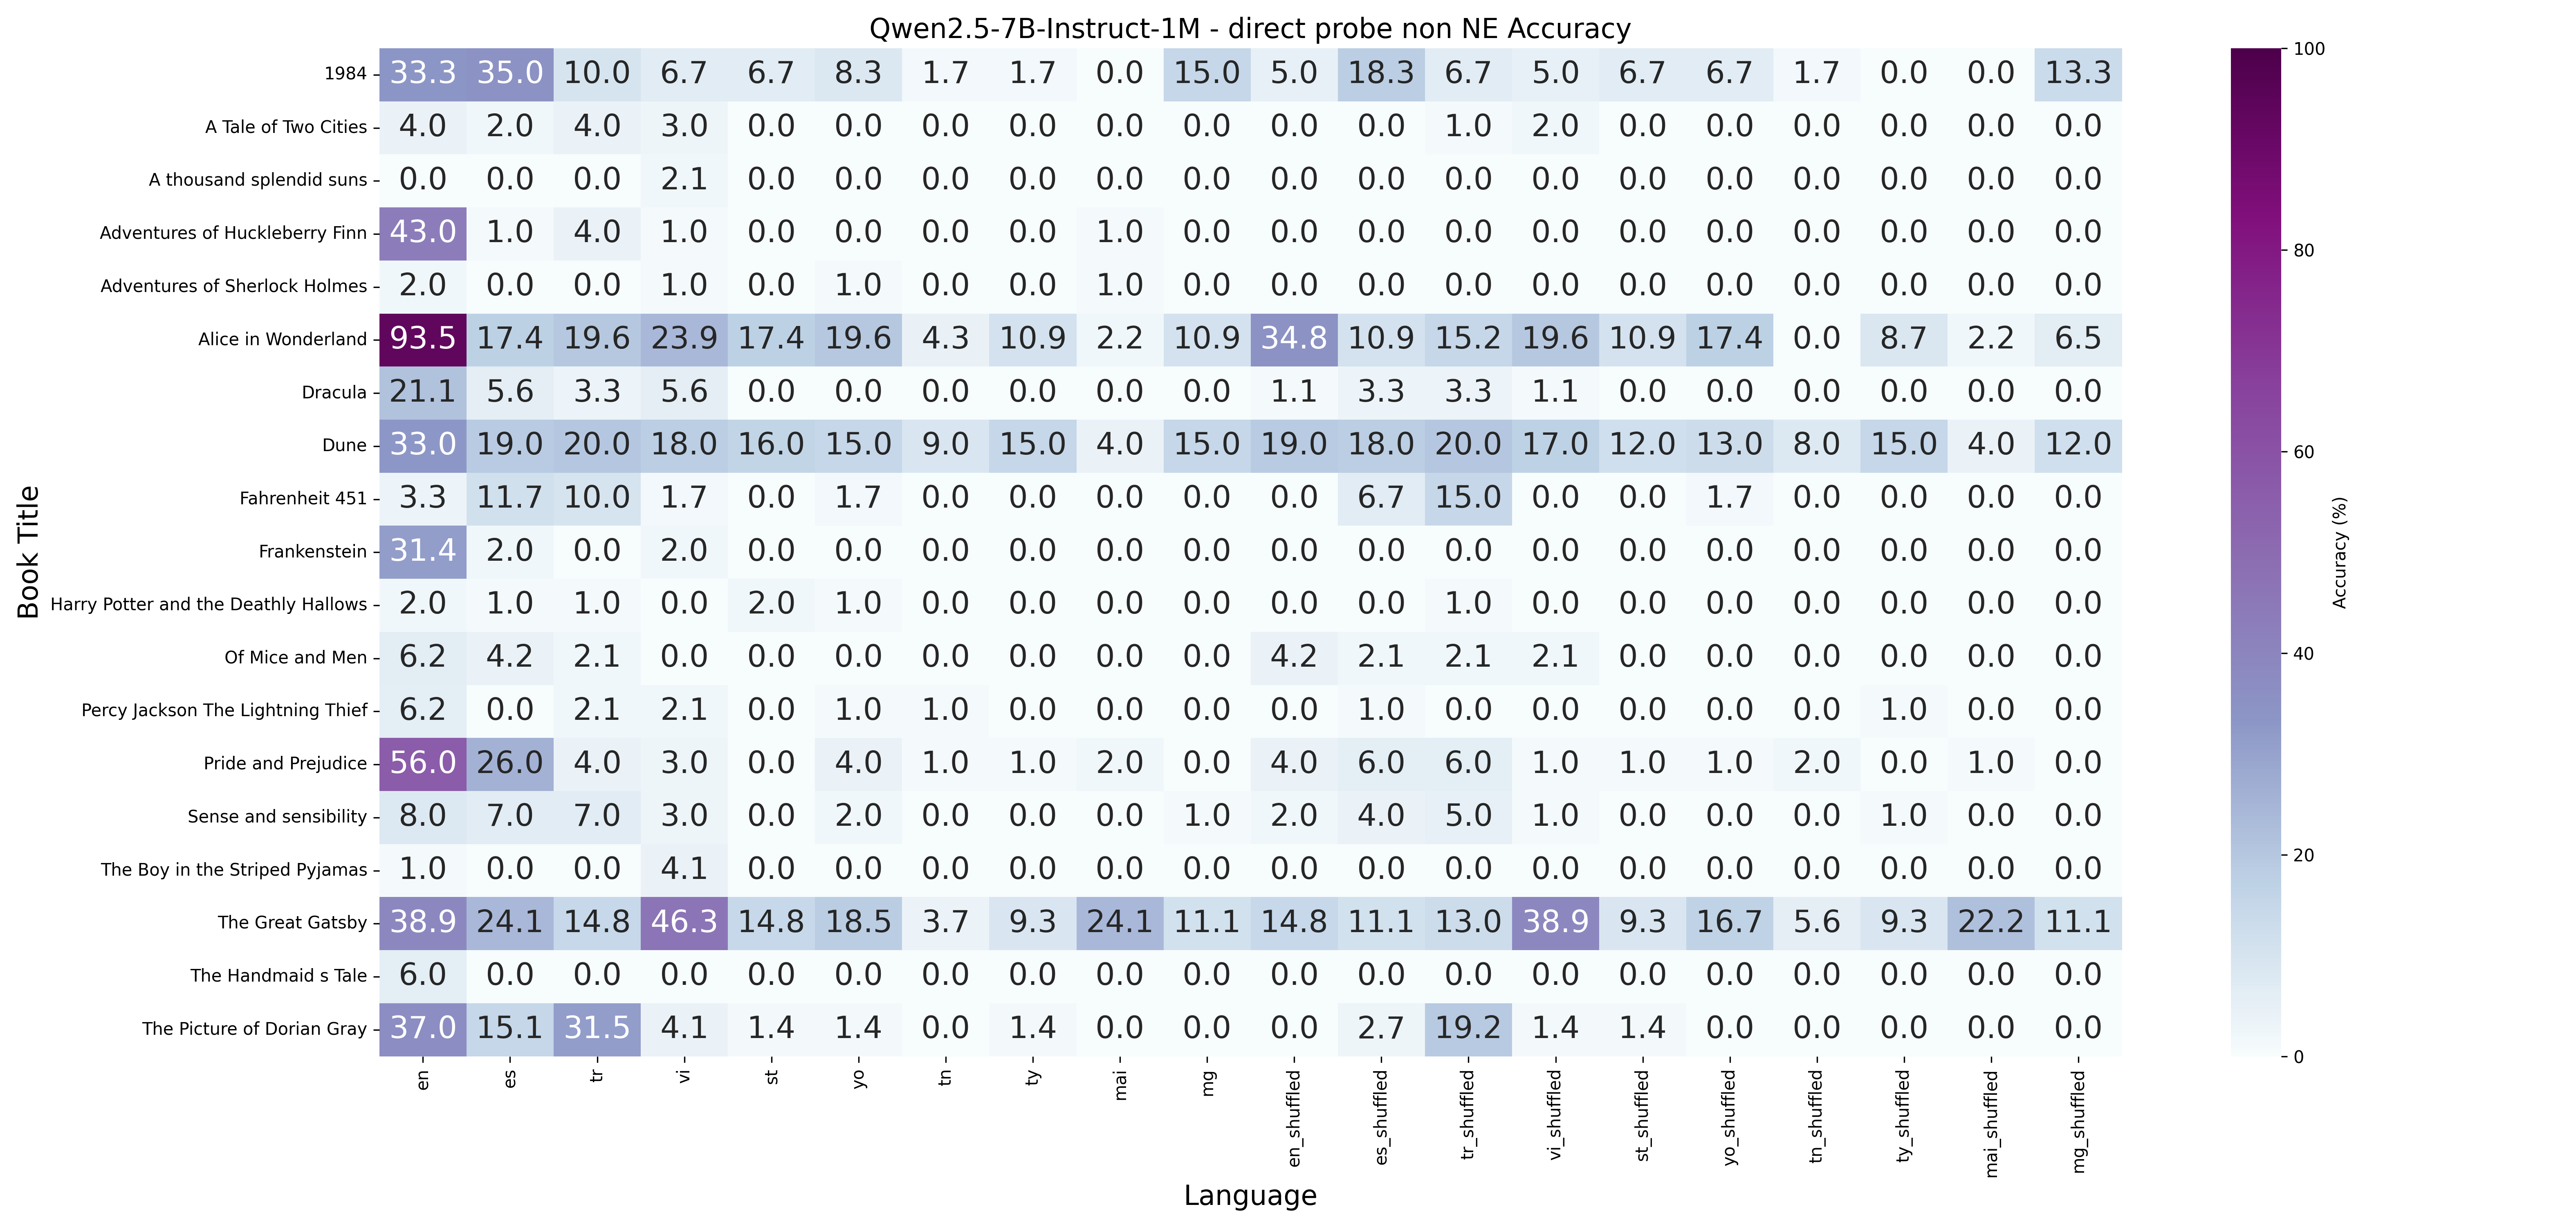 Qwen2.5-7B-Instruct-1M - direct probe non NE Accuracy
1984 33.3 35.0 10.0 6.7 6.7 8.3 1.7 1.7 0.0 15.0 5.0 18.3 6.7 5.0 6.7 6.7 1.7 0.0 0.0 13.3
A Tale of Two Cities 4.0 2.0 4.0 3.0 0.0 0.0 0.0 0.0 0.0 0.0 0.0 0.0 1.0 2.0 0.0 0.0 0.0 0.0 0.0 0.0
A thousand splendid suns 0.0 0.0 0.0 2.1 0.0 0.0 0.0 0.0 0.0 0.0 0.0 0.0 0.0 0.0 0.0 0.0 0.0 0.0 0.0 0.0
Adventures of Huckleberry Finn 43.0 1.0 4.0 1.0 0.0 0.0 0.0 0.0 1.0 0.0 0.0 0.0 0.0 0.0 0.0 0.0 0.0 0.0 0.0 0.0
Adventures of Sherlock Holmes 2.0 0.0 0.0 1.0 0.0 1.0 0.0 0.0 1.0 0.0 0.0 0.0 0.0 0.0 0.0 0.0 0.0 0.0 0.0 0.0
Alice in Wonderland 93.5 17.4 19.6 23.9 17.4 19.6 4.3 10.9 2.2 10.9 34.8 10.9 15.2 19.6 10.9 17.4 0.0 8.7 2.2 6.5
Dracula 21.1 5.6 3.3 5.6 0.0 0.0 0.0 0.0 0.0 0.0 1.1 3.3 3.3 1.1 0.0 0.0 0.0 0.0 0.0 0.0
Dune 33.0 19.0 20.0 18.0 16.0 15.0 9.0 15.0 4.0 15.0 19.0 18.0 20.0 17.0 12.0 13.0 8.0 15.0 4.0 12.0
Fahrenheit 451 3.3 11.7 10.0 1.7 0.0 1.7 0.0 0.0 0.0 0.0 0.0 6.7 15.0 0.0 0.0 1.7 0.0 0.0 0.0 0.0
Frankenstein 31.4 2.0 0.0 2.0 0.0 0.0 0.0 0.0 0.0 0.0 0.0 0.0 0.0 0.0 0.0 0.0 0.0 0.0 0.0 0.0
Harry Potter and the Deathly Hallows 2.0 1.0 1.0 0.0 2.0 1.0 0.0 0.0 0.0 0.0 0.0 0.0 1.0 0.0 0.0 0.0 0.0 0.0 0.0 0.0
Of Mice and Men 6.2 4.2 2.1 0.0 0.0 0.0 0.0 0.0 0.0 0.0 4.2 2.1 2.1 2.1 0.0 0.0 0.0 0.0 0.0 0.0
Percy Jackson The Lightning Thief 6.2 0.0 2.1 2.1 0.0 1.0 1.0 0.0 0.0 0.0 0.0 1.0 0.0 0.0 0.0 0.0 0.0 1.0 0.0 0.0
Pride and Prejudice 56.0 26.0 4.0 3.0 0.0 4.0 1.0 1.0 2.0 0.0 4.0 6.0 6.0 1.0 1.0 1.0 2.0 0.0 1.0 0.0
Sense and sensibility 8.0 7.0 7.0 3.0 0.0 2.0 0.0 0.0 0.0 1.0 2.0 4.0 5.0 1.0 0.0 0.0 0.0 1.0 0.0 0.0
The Boy in the Striped Pyjamas 1.0 0.0 0.0 4.1 0.0 0.0 0.0 0.0 0.0 0.0 0.0 0.0 0.0 0.0 0.0 0.0 0.0 0.0 0.0 0.0
The Great Gatsby 38.9 24.1 14.8 46.3 14.8 18.5 3.7 9.3 24.1 11.1 14.8 11.1 13.0 38.9 9.3 16.7 5.6 9.3 22.2 11.1
The Handmaid s Tale 6.0 0.0 0.0 0.0 0.0 0.0 0.0 0.0 0.0 0.0 0.0 0.0 0.0 0.0 0.0 0.0 0.0 0.0 0.0 0.0
The Picture of Dorian Gray 37.0 15.1 31.5 4.1 1.4 1.4 0.0 1.4 0.0 0.0 0.0 2.7 19.2 1.4 1.4 0.0 0.0 0.0 0.0 0.0
en es tr vi st yo tn ty mai mg en_shuffled es_shuffled tr_shuffled vi_shuffled st_shuffled yo_shuffled tn_shuffled ty_shuffled mai_shuffled mg_shuffled
Language
Book Title
100
80
60
40
20
0
Accuracy (%)